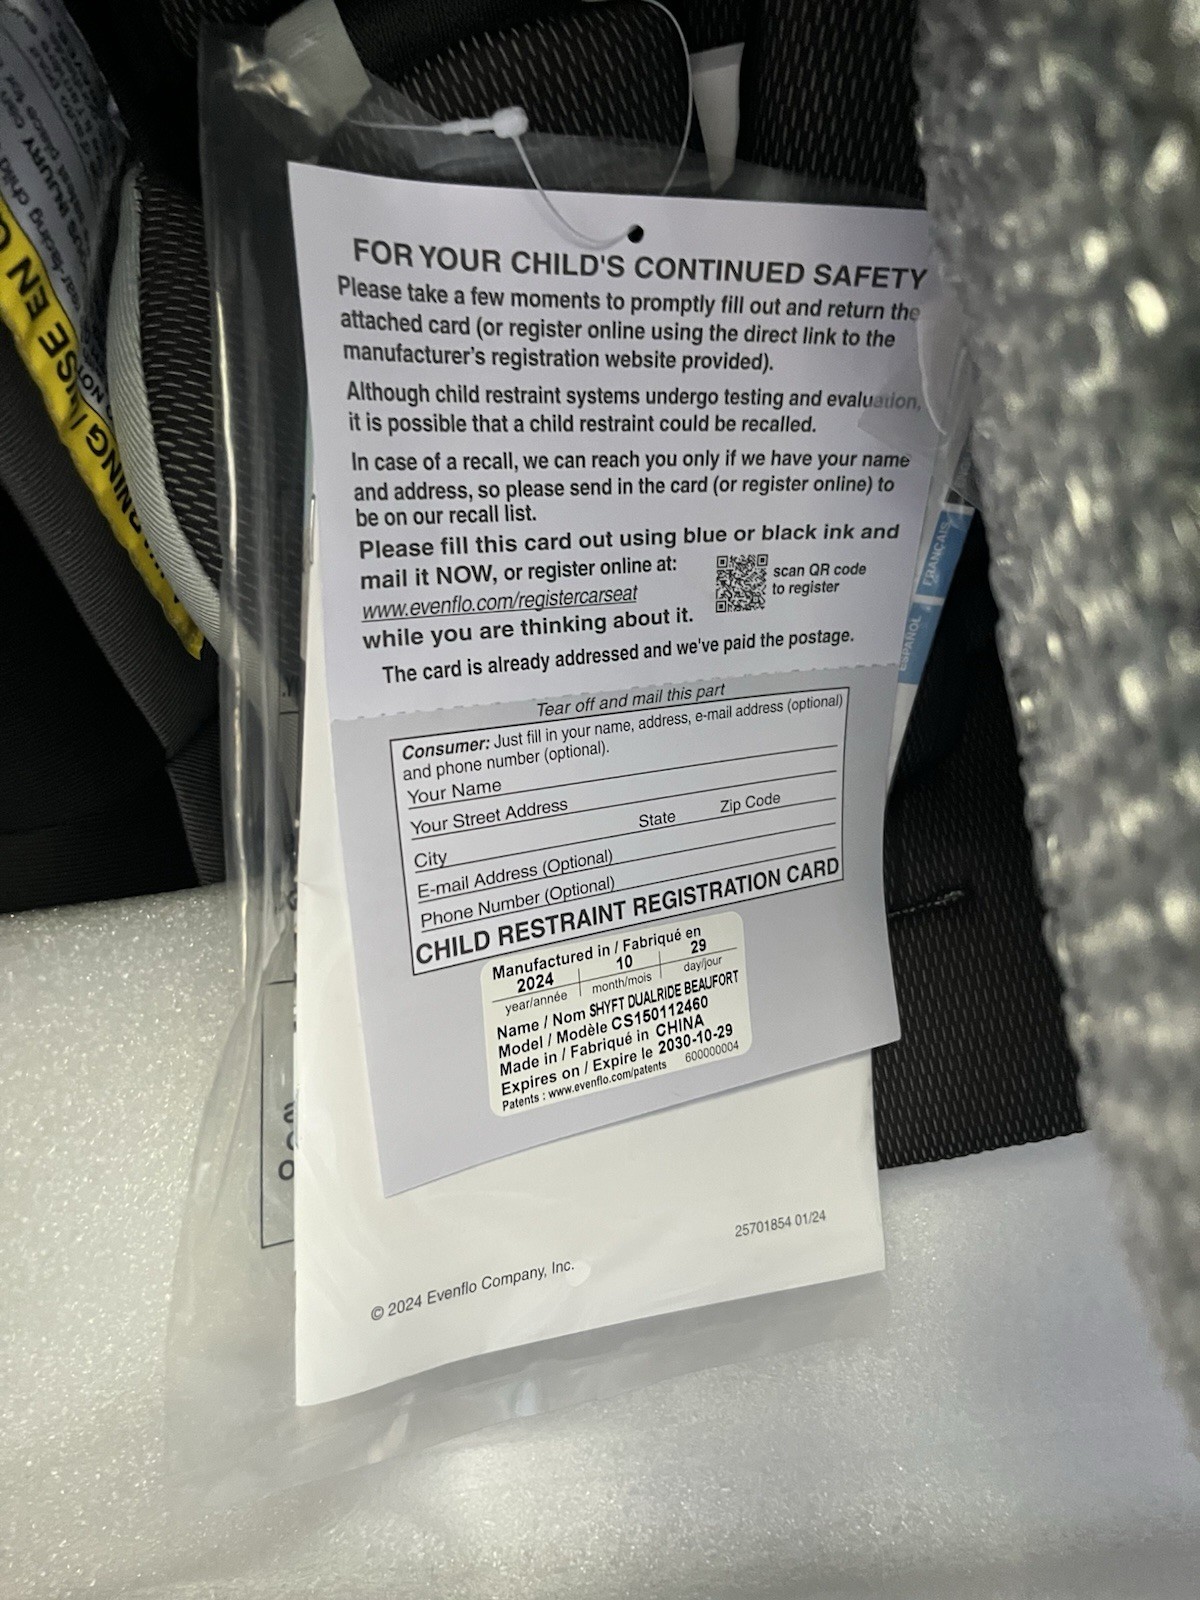 FOR YOUR CHILD'S CONTINUED SAFETY
Please take a few moments to promptly fill out and return the
attached card (or register online using the direct link to the
manufacturer's registration website provided).
Although child restraint systems undergo testing and evaluation,
it is possible that a child restraint could be recalled.
In case of a recall, we can reach you only if we have your name
and address, so please send in the card (or register online) to
be on our recall list.
Please fill this card out using blue or black ink and
mail it NOW, or register online at:
www.evenflo.com/registercarseat
scan QR code
to register
while you are thinking about it.
The card is already addressed and we've paid the postage.
Tear off and mail this part
Consumer: Just fill in your name, address, e-mail address (optional)
and phone number (optional).
Your Name
Your Street Address
City State Zip Code
E-mail Address (Optional)
Phone Number (Optional)
CHILD RESTRAINT REGISTRATION CARD
Manufactured in / Fabriqué en
2024 10 29
year/année month/mois day/jour
Name / Nom SHYFT DUALRIDE BEAUFORT
Model / Modèle CS150112460
Made in / Fabriqué in CHINA
Expires on / Expire le 2030-10-29
Patents : www.evenflo.com/patents 600000004
25701854 01/24
© 2024 Evenflo Company, Inc.
FRANÇAIS
ESPAÑOL
WARNING